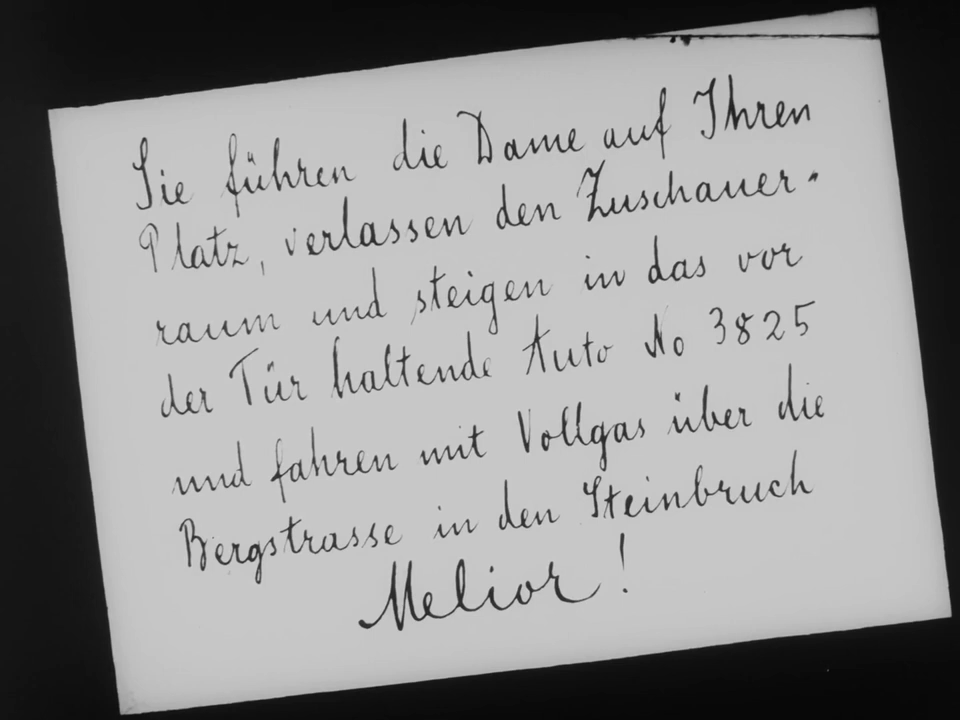 Sie führen die Dame auf Ihren
Platz, verlassen den Zuschauer-
raum und steigen in das vor
der Tür haltende Auto No 3825
und fahren mit Vollgas über die
Bergstrasse in den Steinbruch
Melior!